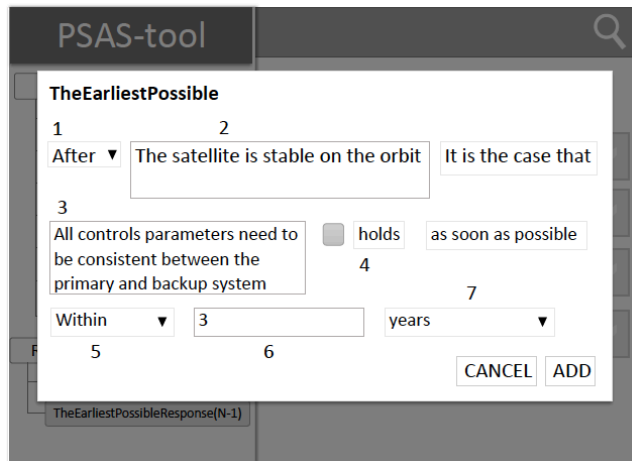 PSAS-tool
TheEarliestPossible
1 2
After ▼ The satellite is stable on the orbit It is the case that
3
All controls parameters need to holds as soon as possible
be consistent between the
primary and backup system
4
7
Within ▼ 3 years ▼
5 6
CANCEL ADD
R
TheEarliestPossibleResponse(N-1)